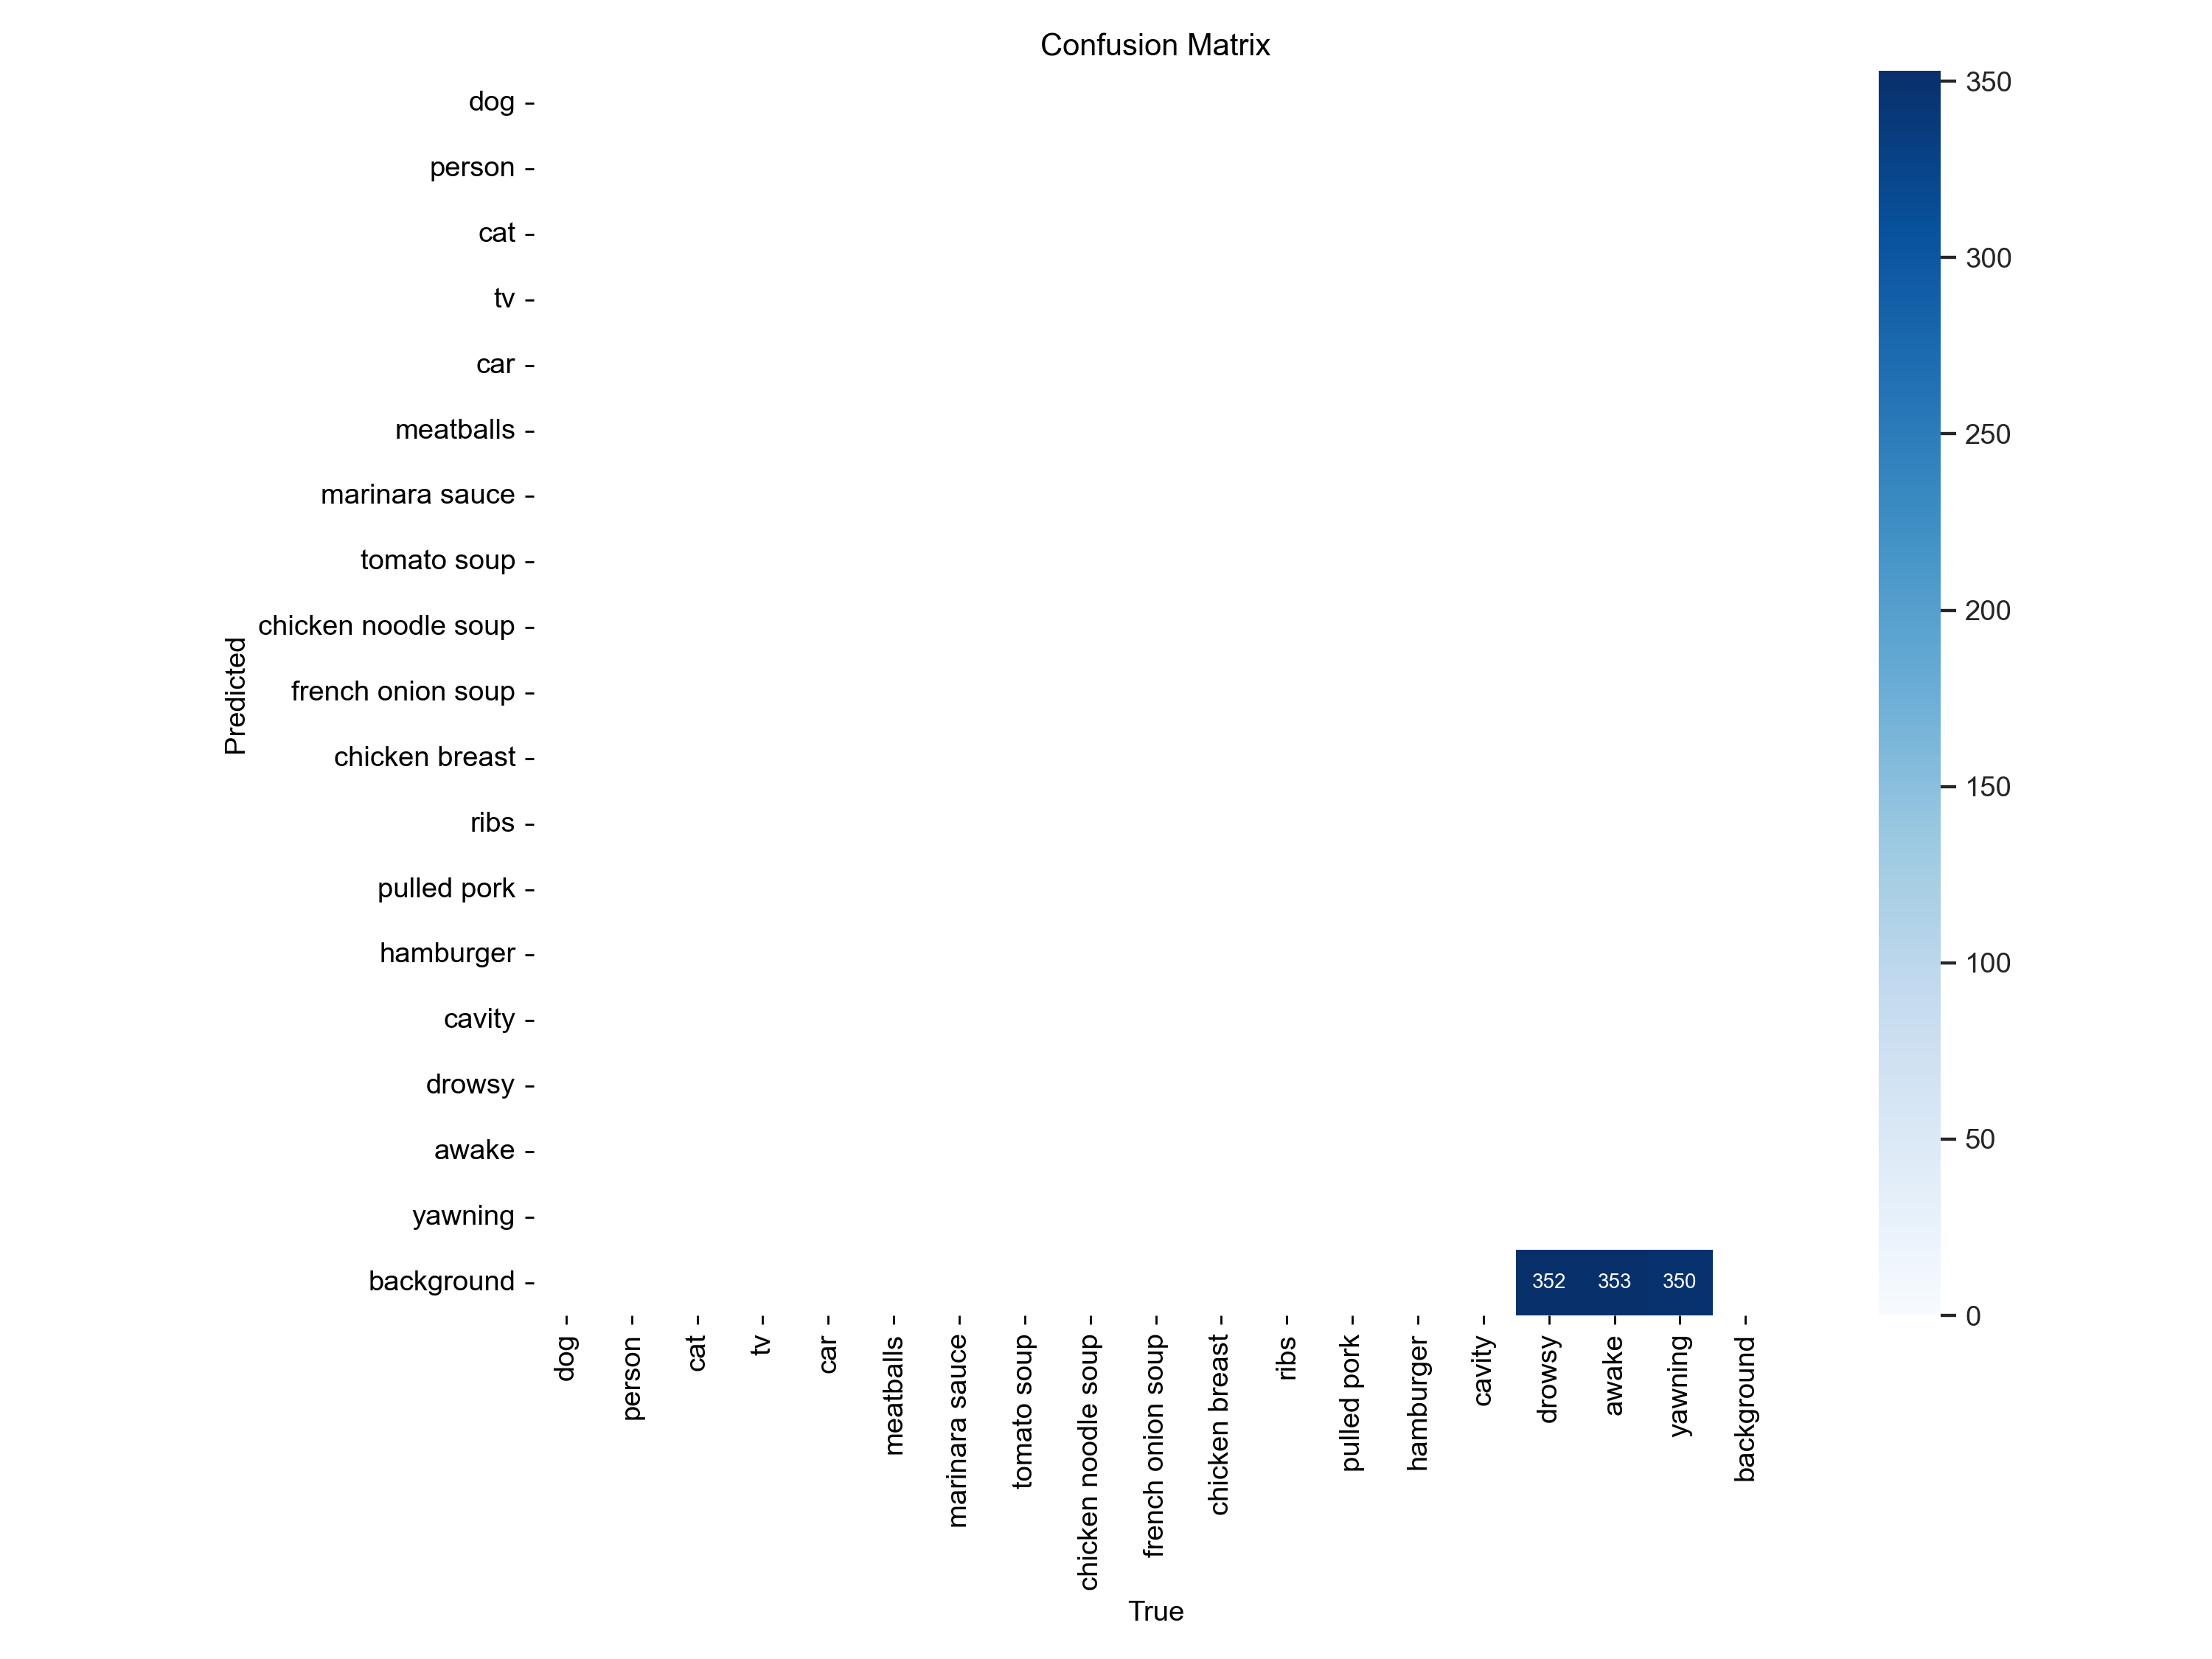 Confusion Matrix
dog
person
cat
tv
car
meatballs
marinara sauce
tomato soup
chicken noodle soup
french onion soup
chicken breast
ribs
pulled pork
hamburger
cavity
drowsy
awake
yawning
background
Predicted
352 353 350
dog
person
cat
tv
car
meatballs
marinara sauce
tomato soup
chicken noodle soup
french onion soup
chicken breast
ribs
pulled pork
hamburger
cavity
drowsy
awake
yawning
background
True
350
300
250
200
150
100
50
0